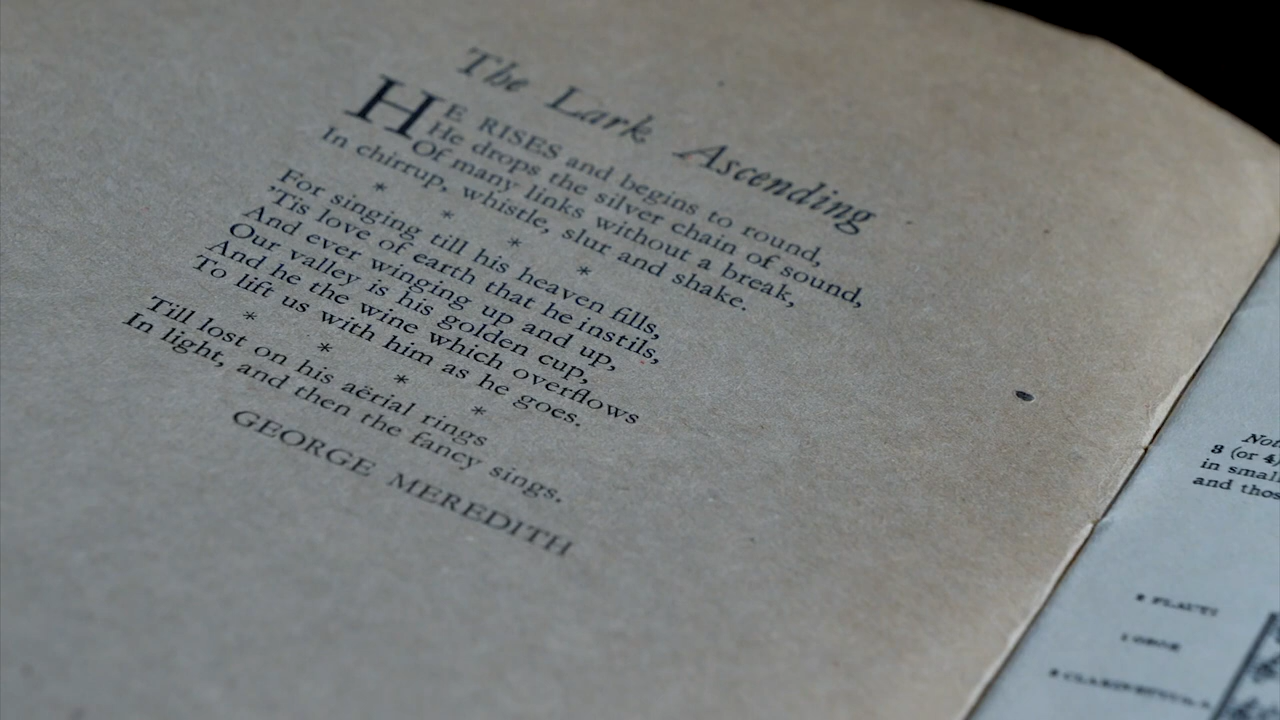 The Lark Ascending
HE RISES and begins to round,
He drops the silver chain of sound,
Of many links without a break,
In chirrup, whistle, slur and shake.
* * * *
For singing till his heaven fills,
'Tis love of earth that he instils,
And ever winging up and up,
Our valley is his golden cup,
And he the wine which overflows
To lift us with him as he goes.
* * * *
Till lost on his aërial rings
In light, and then the fancy sings.
GEORGE MEREDITH
3 (or 4)
in small
and
2 FLAUTI
1 OBOE